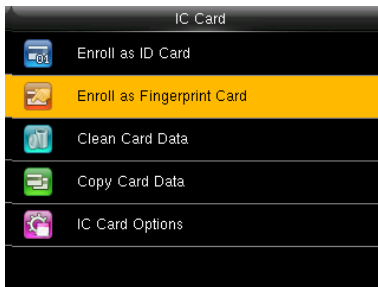 IC Card
01
Enroll as ID Card
Enroll as Fingerprint Card
Clean Card Data
Copy Card Data
IC Card Options